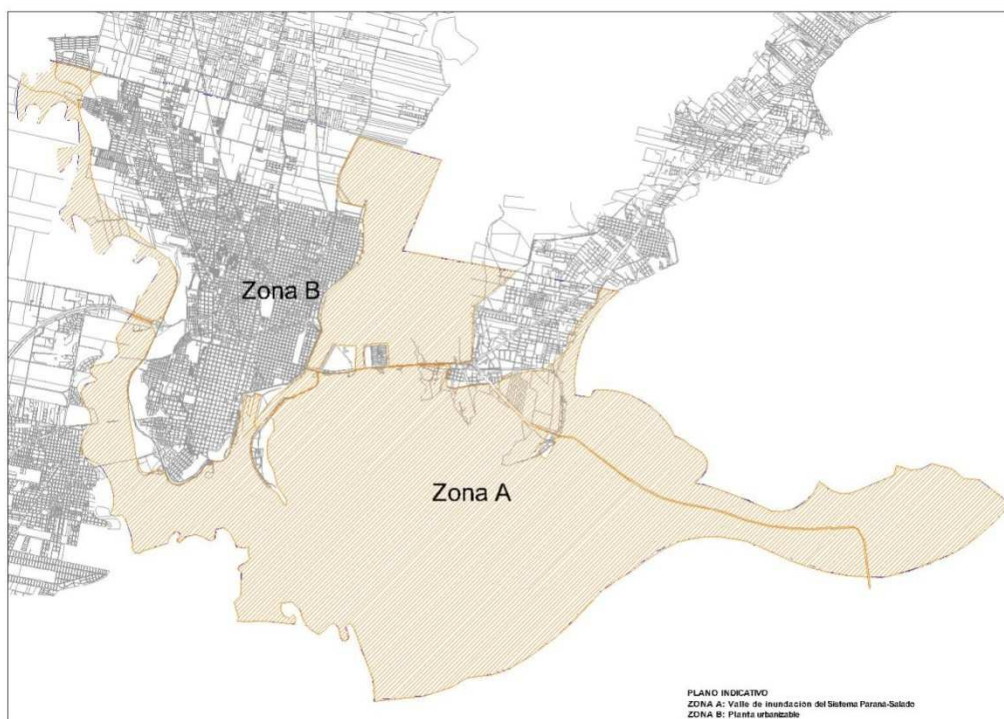 Zona B
Zona A
PLANO INDICATIVO
ZONA A: Valle de inundación del Sistema Paraná-Salado
ZONA B: Planta urbanizable